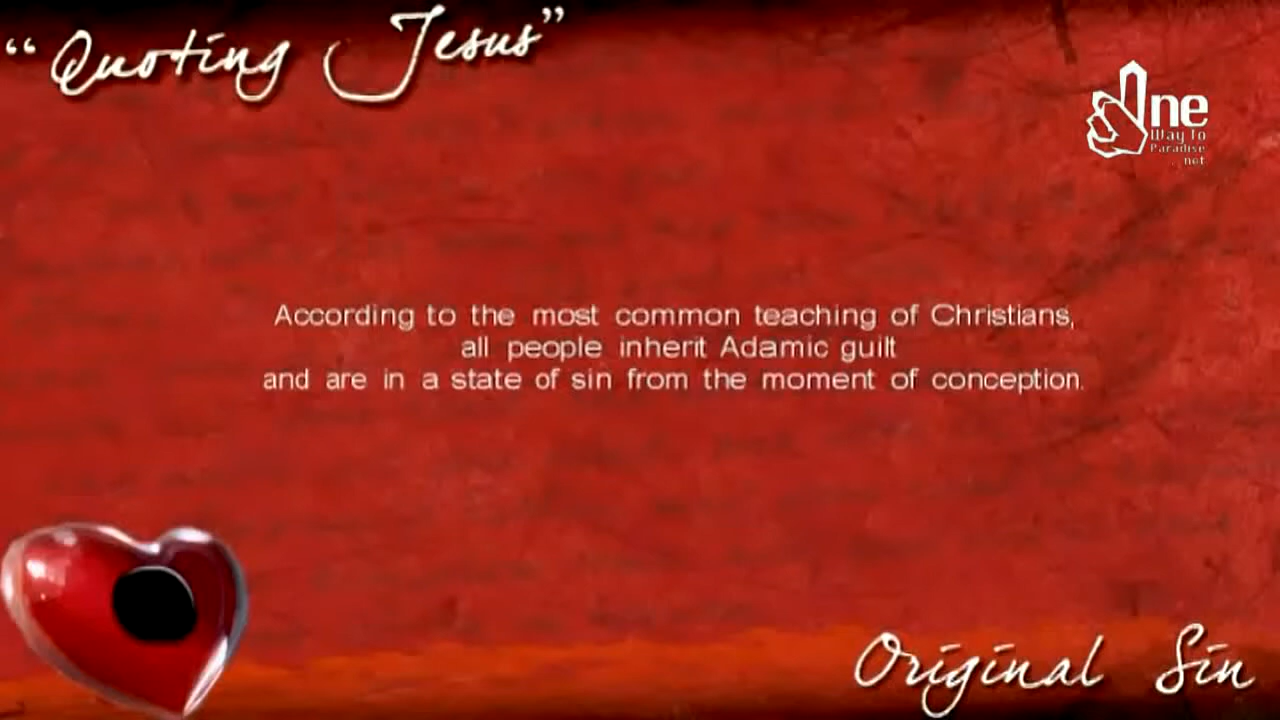 “Quoting Jesus”
One
Way To
Paradise
.net
According to the most common teaching of Christians,
all people inherit Adamic guilt
and are in a state of sin from the moment of conception.
Original Sin